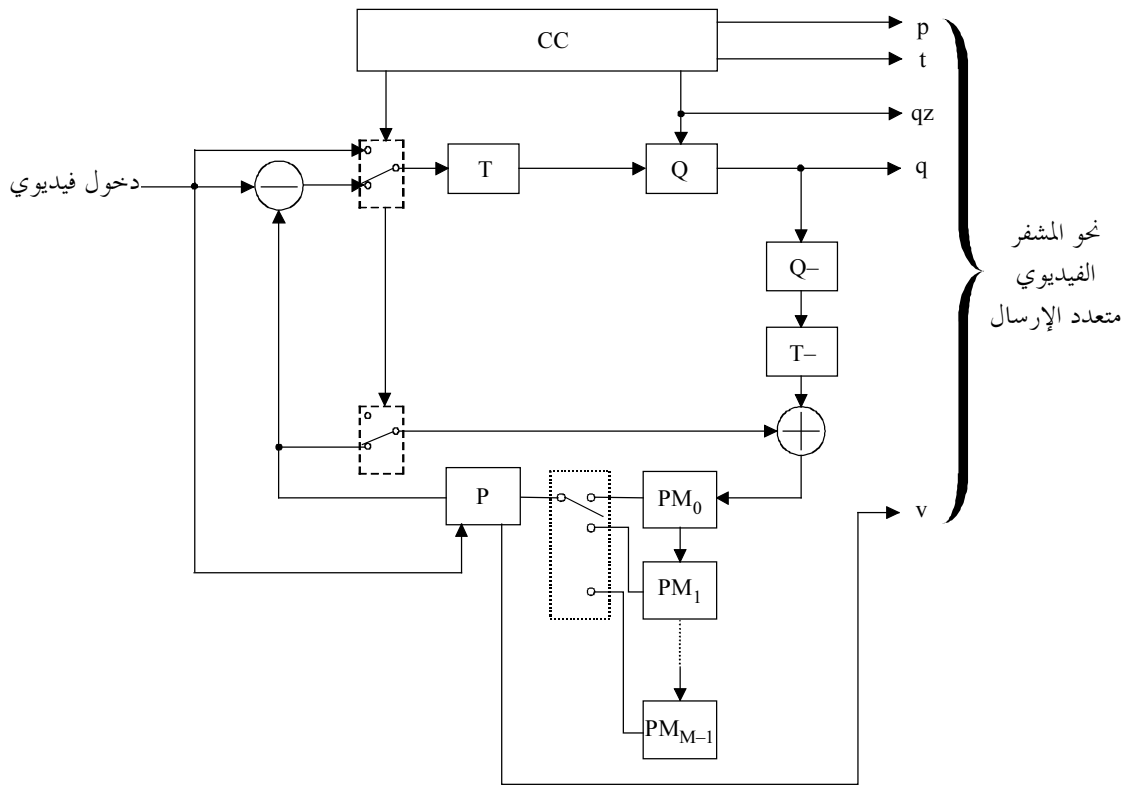 CC
p
t
qz
q
دخول فيديوي
T
Q
Q–
T–
نحو المشفر
الفيديوي
متعدد الإرسال
P
PM0
v
PM1
PMM–1